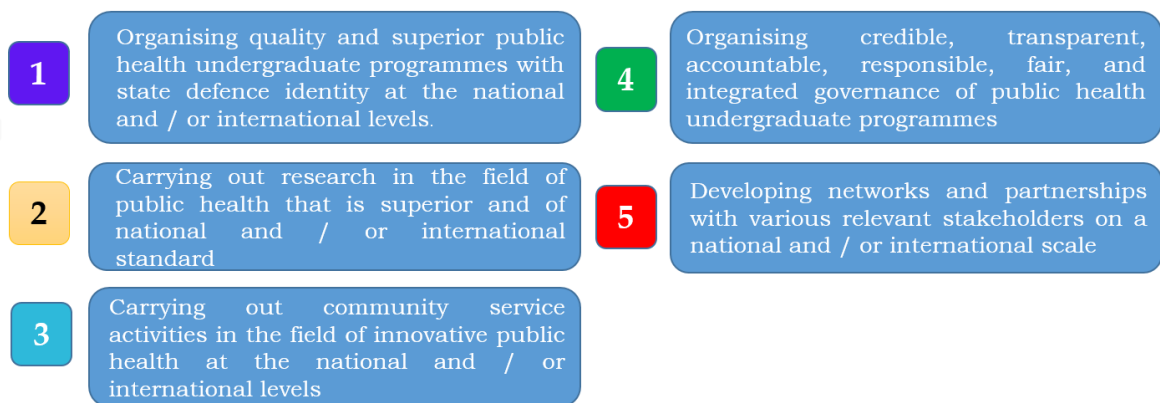 1
Organising quality and superior public
health undergraduate programmes with
state defence identity at the national
and / or international levels.
2
Carrying out research in the field of
public health that is superior and of
national and / or international
standard
3
Carrying out community service
activities in the field of innovative public
health at the national and / or
international levels
4
Organising credible, transparent,
accountable, responsible, fair, and
integrated governance of public health
undergraduate programmes
5
Developing networks and partnerships
with various relevant stakeholders on a
national and / or international scale